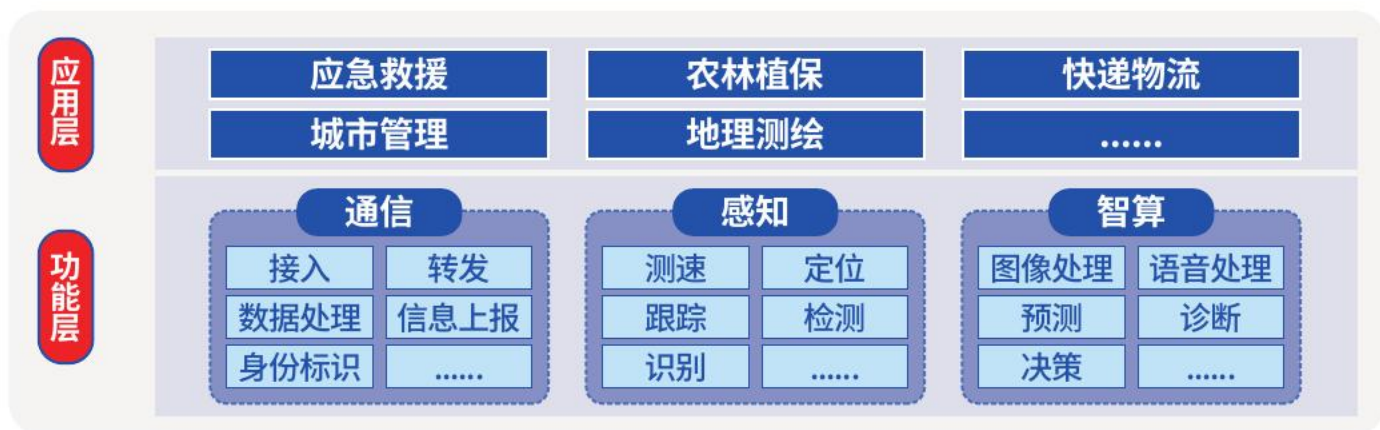 应用层
应急救援 农林植保 快递物流
城市管理 地理测绘 ......
功能层
通信 感知 智算
接入 转发 测速 定位 图像处理 语音处理
数据处理 信息上报 跟踪 检测 预测 诊断
身份标识 ...... 识别 ...... 决策 ......